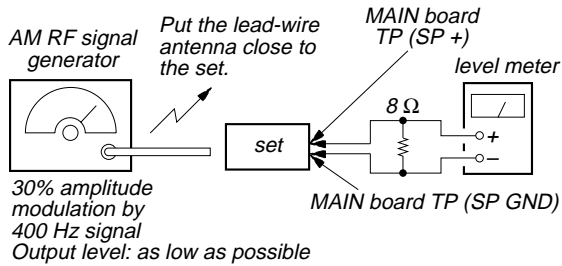 AM RF signal
generator
Put the lead-wire
antenna close to
the set.
MAIN board
TP (SP +)
level meter
8 Ω
set
+
–
MAIN board TP (SP GND)
30% amplitude
modulation by
400 Hz signal
Output level: as low as possible